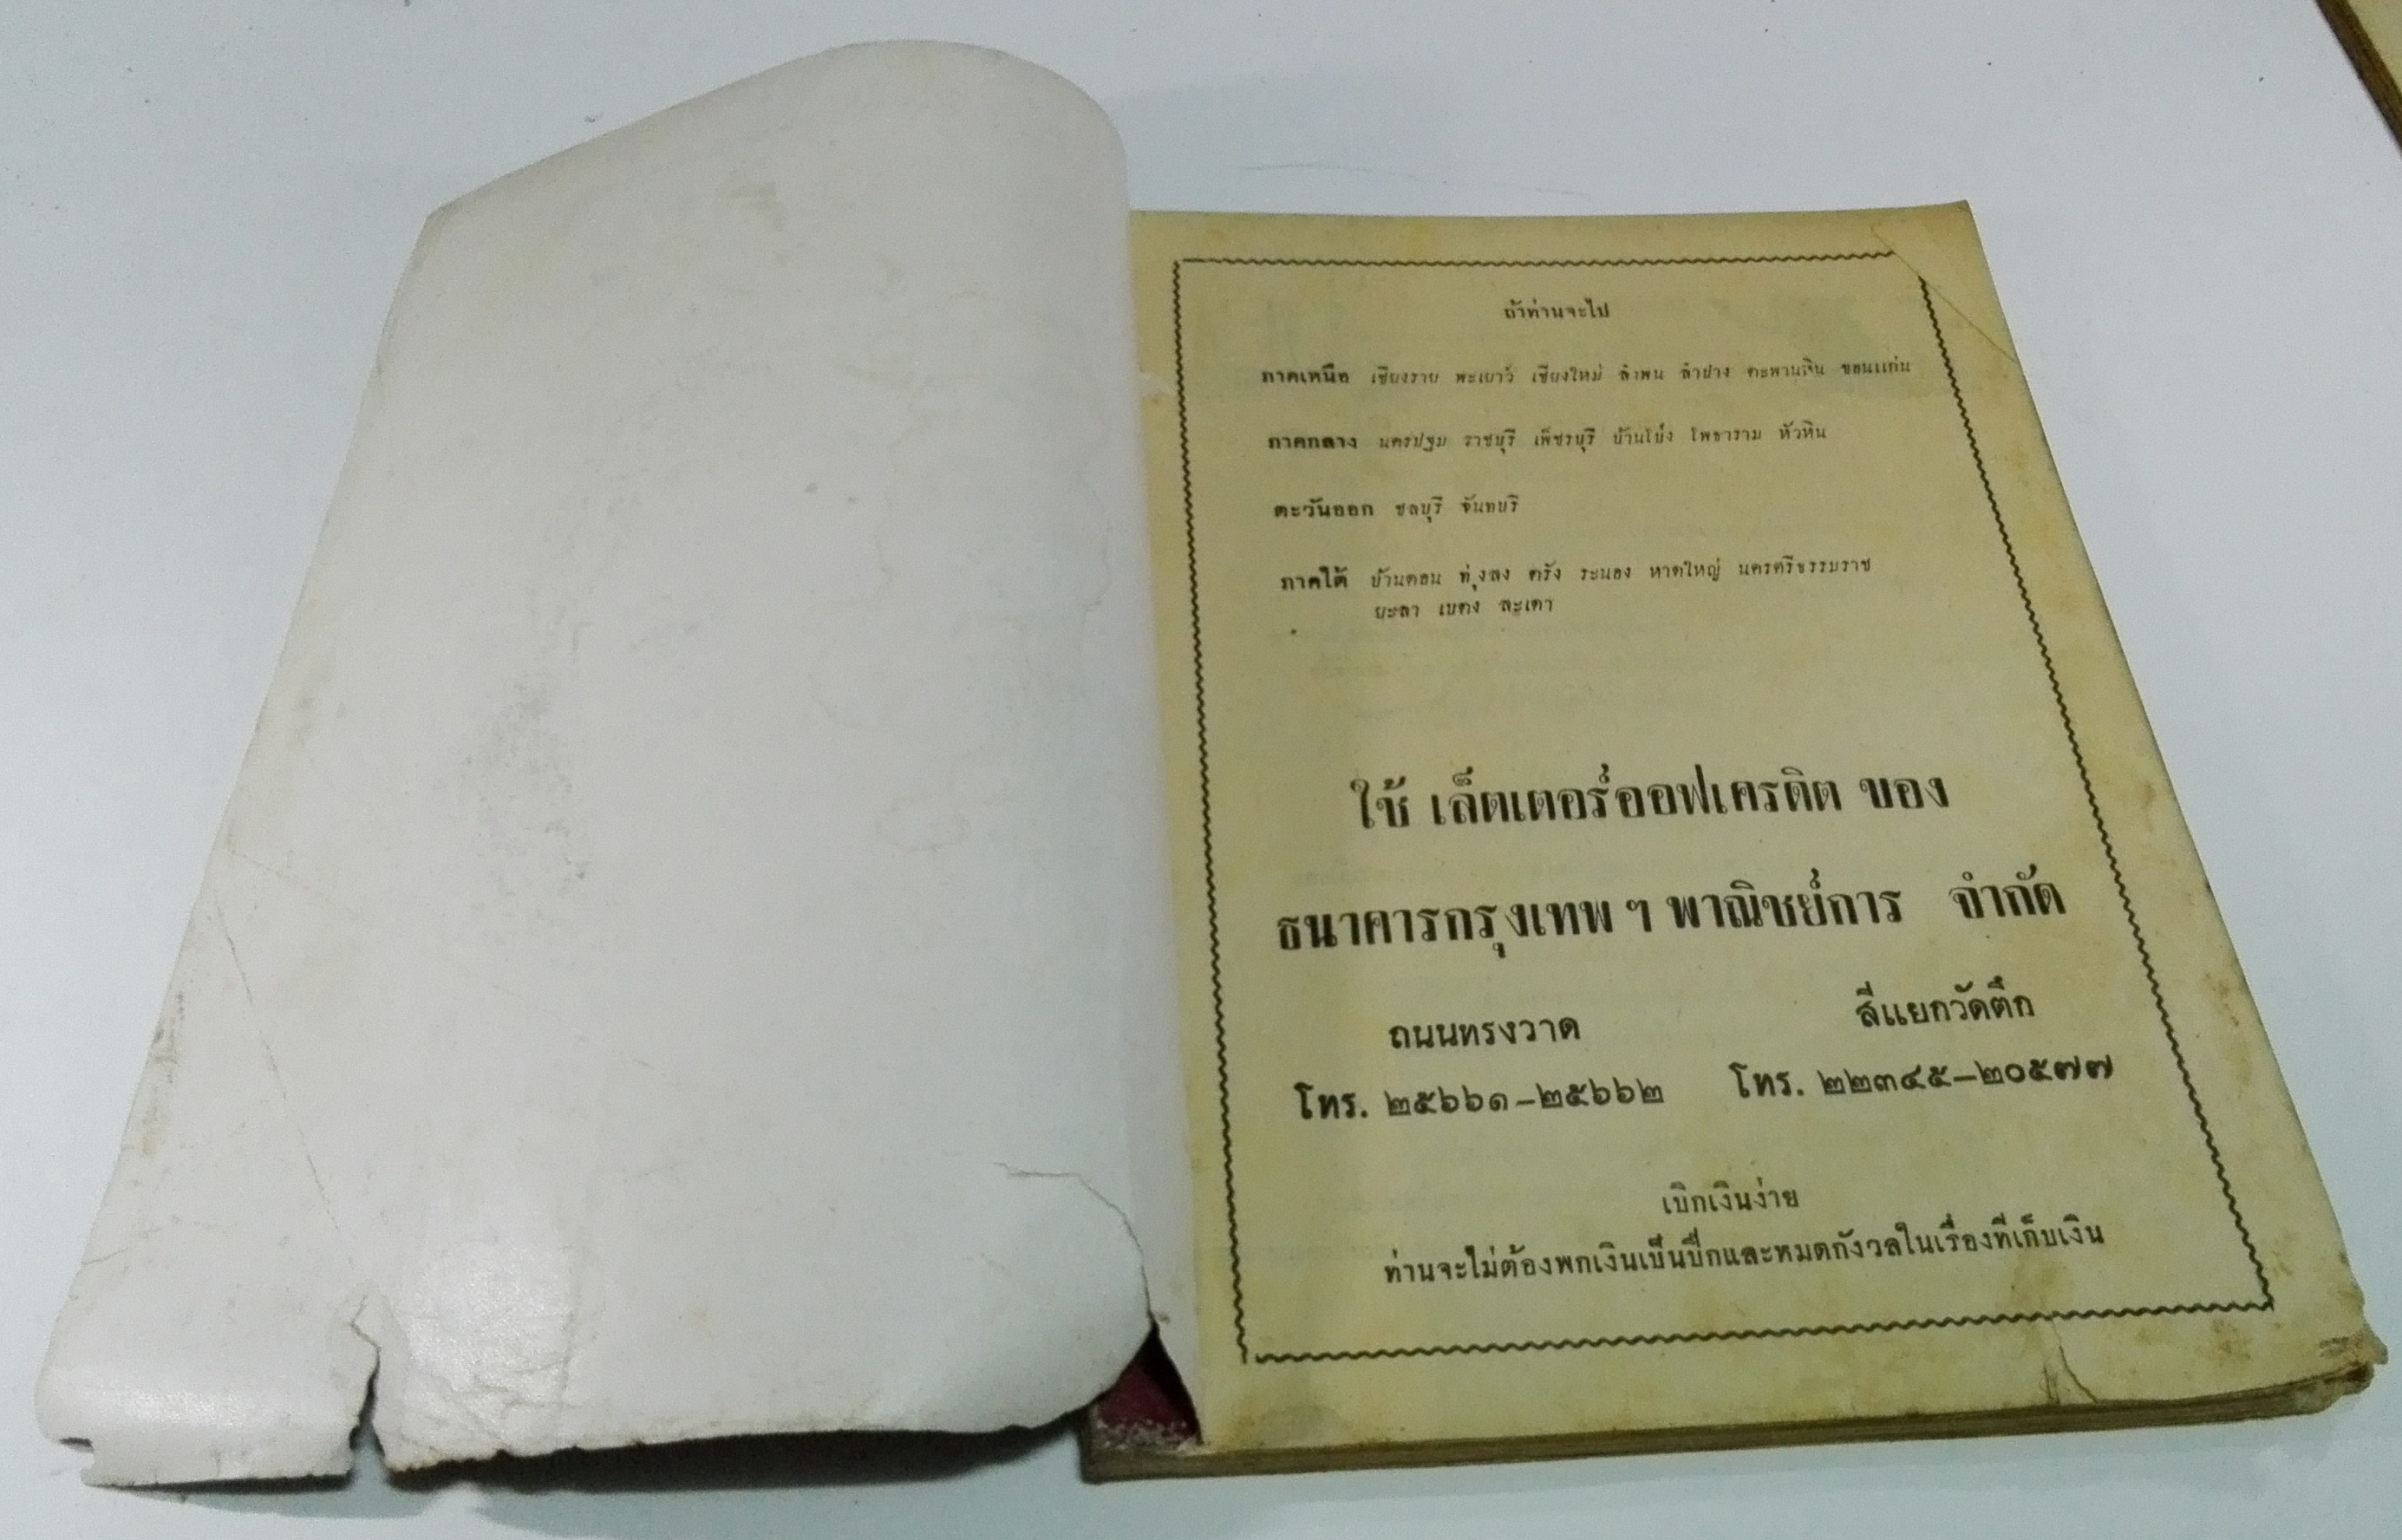 ถ้าท่านจะไป
ภาคเหนือ เชียงราย พะเยาว์ เชียงใหม่ ลำพูน ลำปาง ตะพานหิน ขอนแก่น
ภาคกลาง นครปฐม ราชบุรี เพ็ชรบุรี บ้านโป่ง โพธาราม หัวหิน
ตะวันออก ชลบุรี จันทบุรี
ภาคใต้ บ้านดอน ทุ่งสง ตรัง ระนอง หาดใหญ่ นครศรีธรรมราช
ยะลา เบตง สะเดา
ใช้ เล็ตเตอร์ออฟเครดิต ของ
ธนาคารกรุงเทพ ฯ พาณิชย์การ จำกัด
ถนนทรงวาด
สี่แยกวัดตึก
โทร. ๒๕๖๖๑–๒๕๖๖๒
โทร. ๒๒๓๔๕–๒๐๕๗๗
เบิกเงินง่าย
ท่านจะไม่ต้องพกเงินเป็นปึกและหมดกังวลในเรื่องที่เก็บเงิน